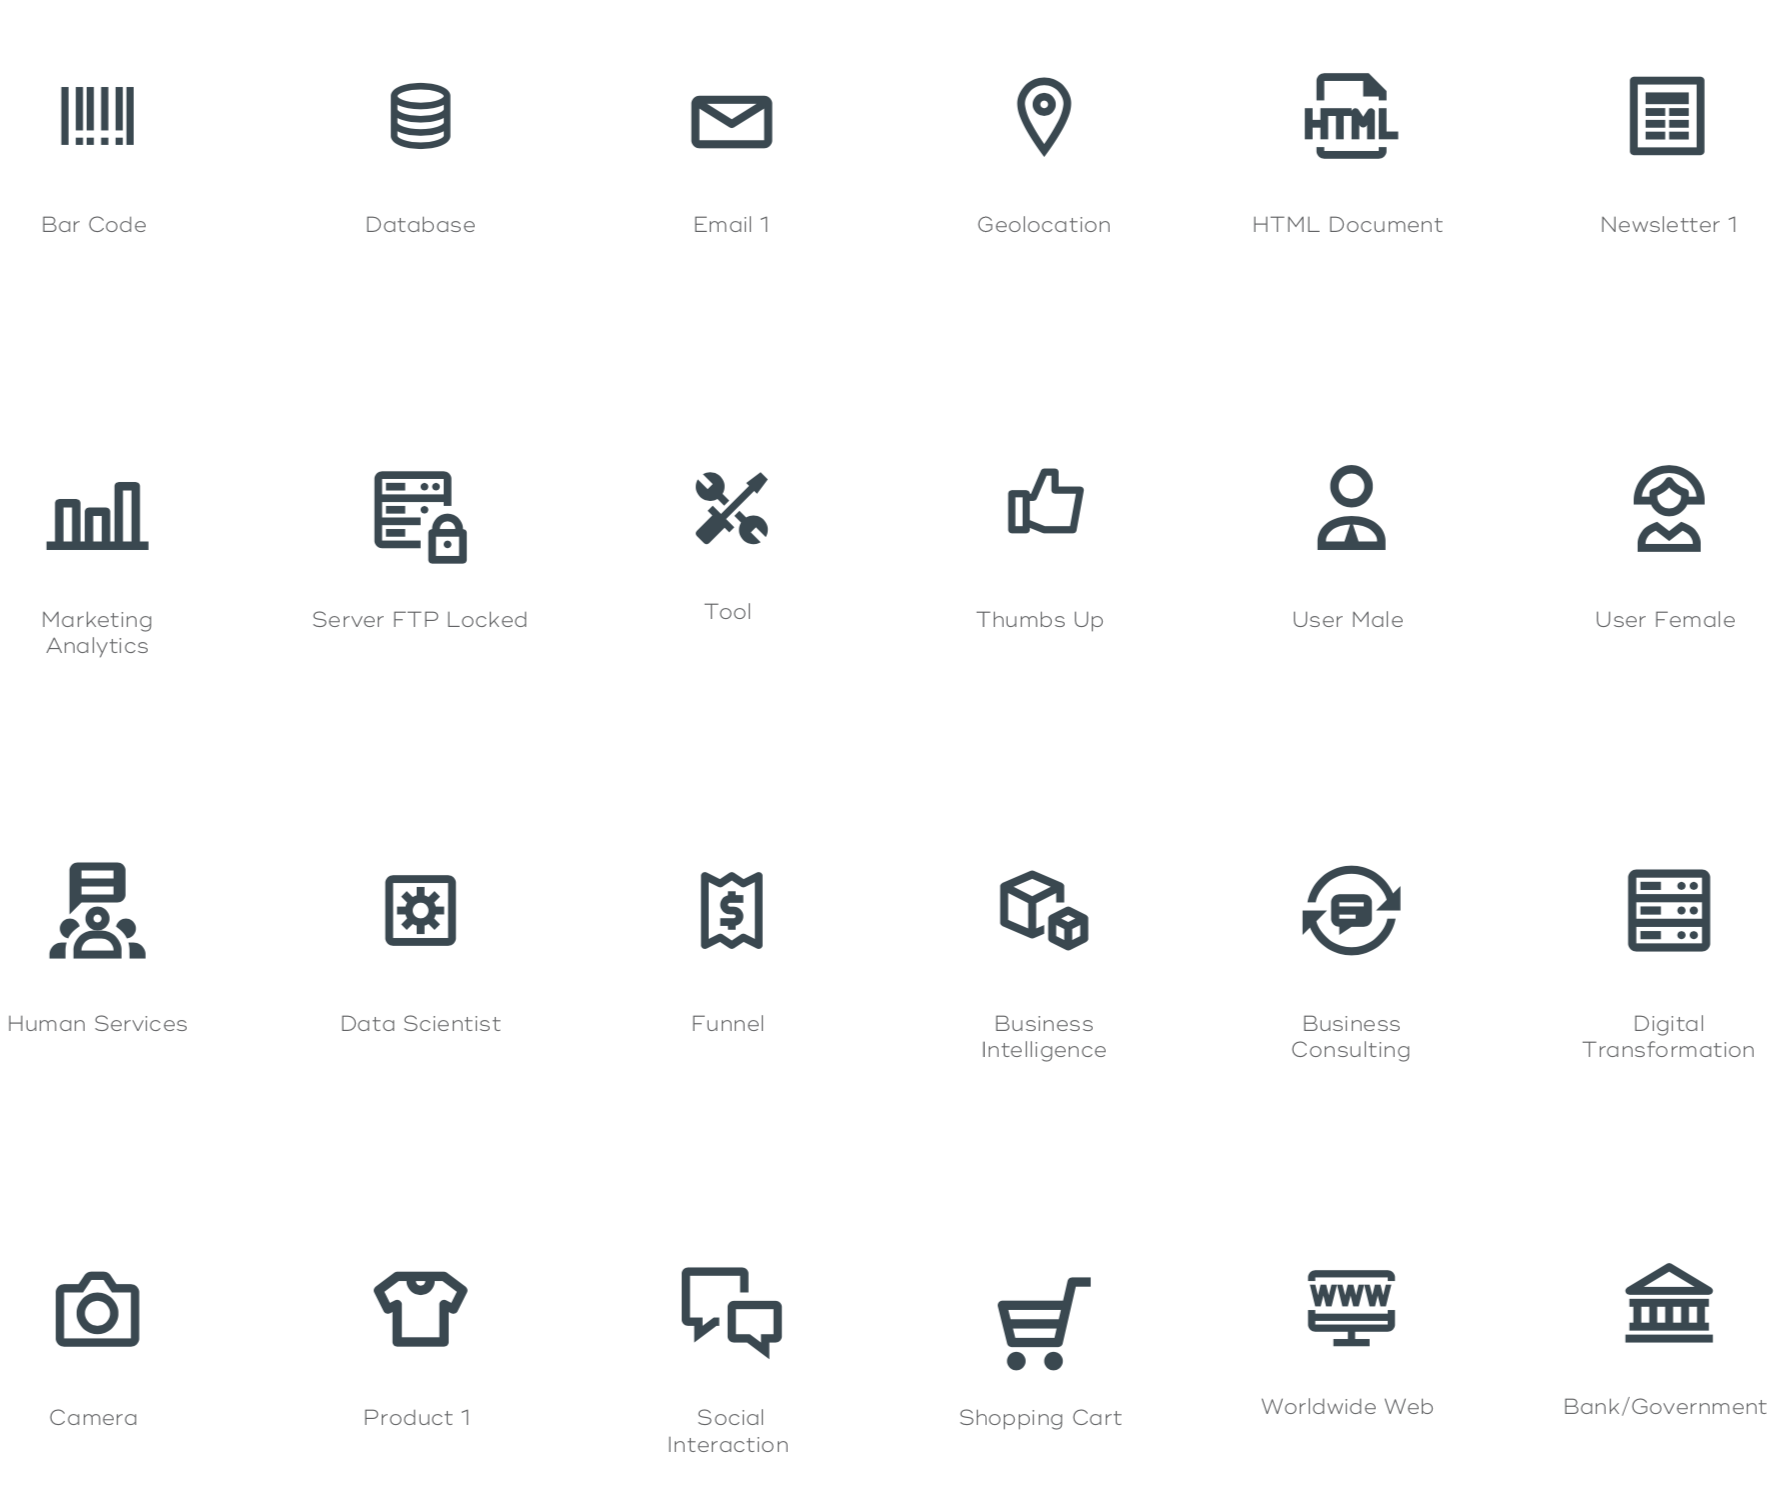 HTML
Bar Code
Database
Email 1
Geolocation
HTML Document
Newsletter 1
Marketing
Analytics
Server FTP Locked
Tool
Thumbs Up
User Male
User Female
$
Human Services
Data Scientist
Funnel
Business
Intelligence
Business
Consulting
Digital
Transformation
WWW
Camera
Product 1
Social
Interaction
Shopping Cart
Worldwide Web
Bank/Government